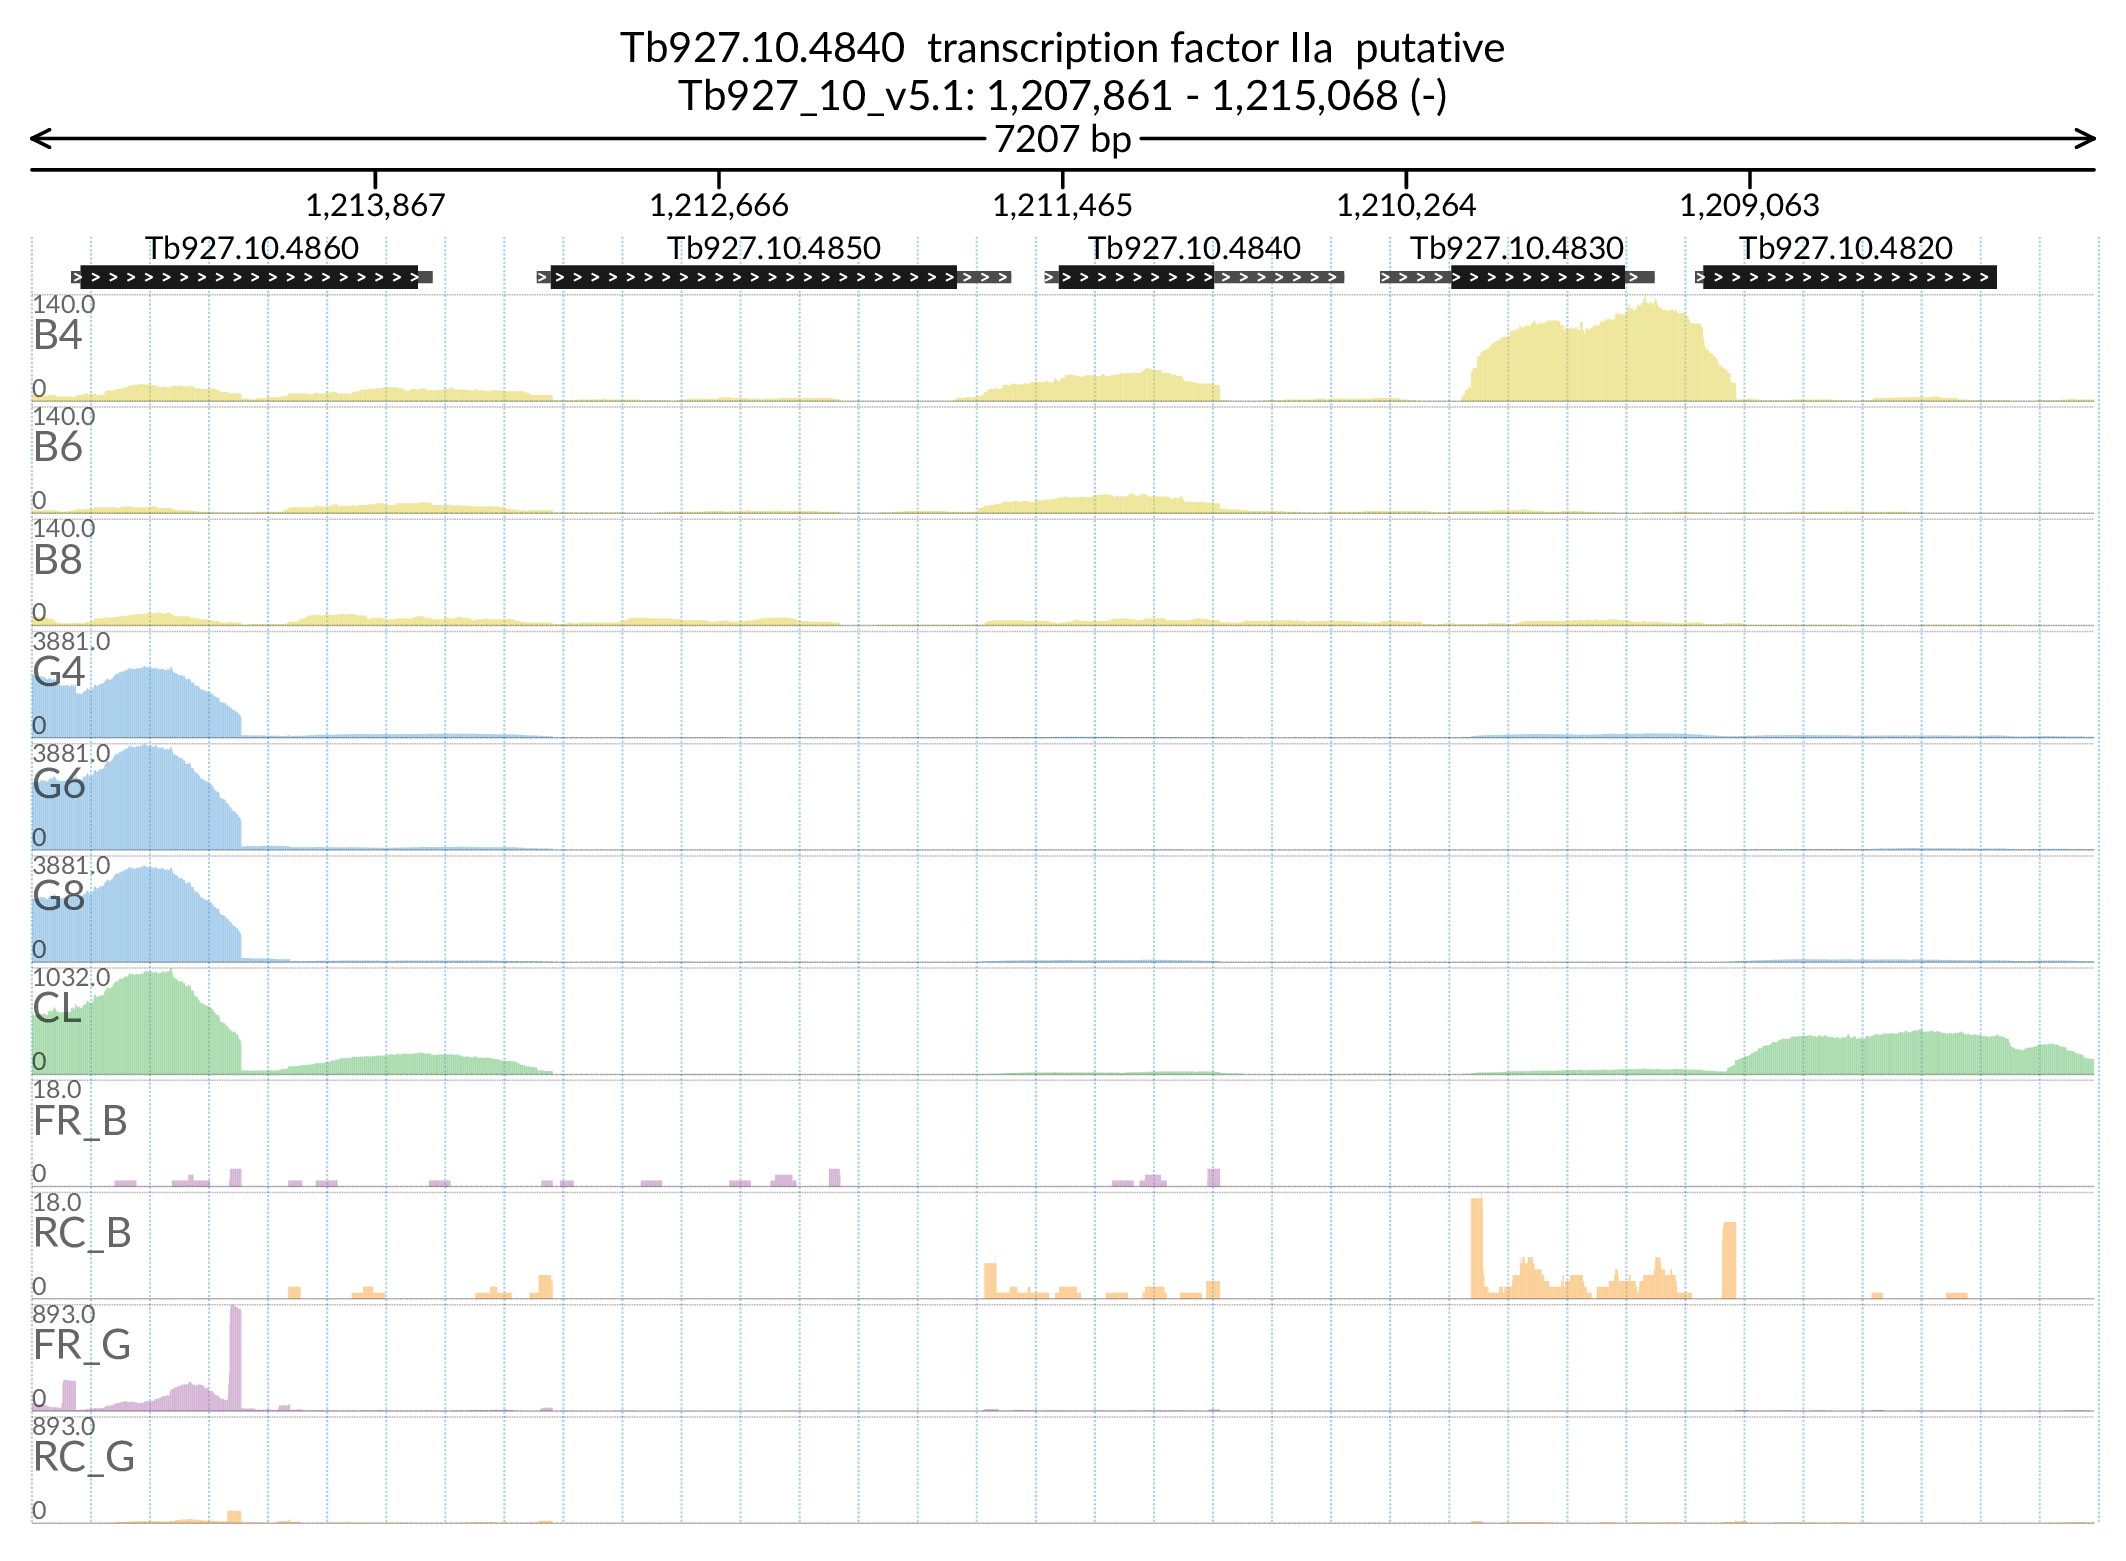 Tb927.10.4840  transcription factor IIa  putative
Tb927_10_v5.1: 1,207,861 - 1,215,068 (-)
7207 bp
1,213,867 1,212,666 1,211,465 1,210,264 1,209,063
Tb927.10.4860 Tb927.10.4850 Tb927.10.4840 Tb927.10.4830 Tb927.10.4820
140.0
B4
0
140.0
B6
0
140.0
B8
0
3881.0
G4
0
3881.0
G6
0
3881.0
G8
0
1032.0
CL
0
18.0
FR_B
0
18.0
RC_B
0
893.0
FR_G
0
893.0
RC_G
0